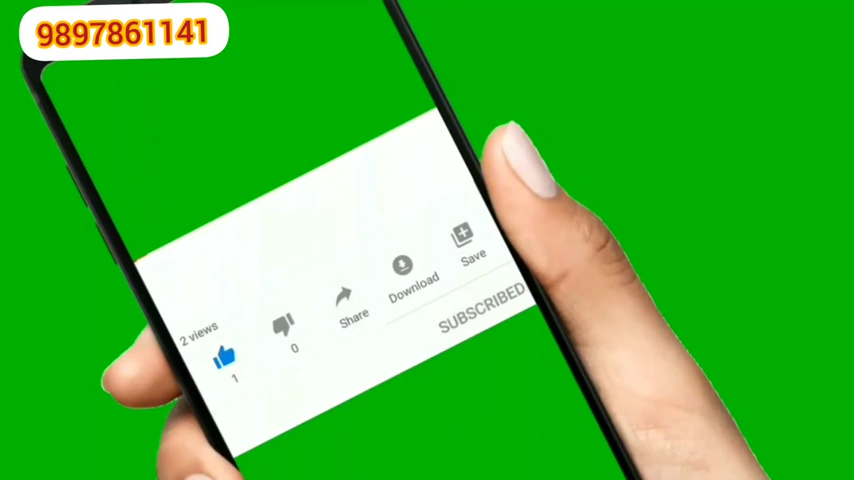 9897861141
2 views
1
0
Share
Download
Save
SUBSCRIBED